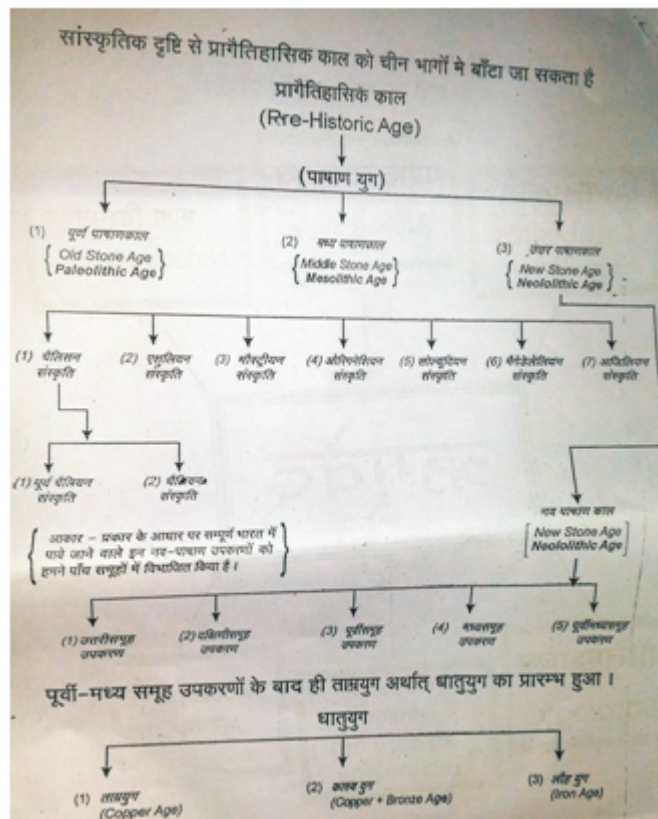 सांस्कृतिक दृष्टि से प्रागैतिहासिक काल को चीन भागों मे बाँटा जा सकता है
प्रागैतिहासिक काल
(Rre-Historic Age)
(पाषाण युग)
(1) पूर्ण पाषाणकाल
Old Stone Age
Paleolithic Age
(2) मध्य पाषाणकाल
Middle Stone Age
Mesolithic Age
(3) उत्तर पाषाणकाल
New Stone Age
Neololithic Age
(1) चैलिसन
संस्कृति
(2) एशुलियन
संस्कृति
(3) मौस्ट्रीयन
संस्कृति
(4) ओरिगनेसियन
संस्कृति
(5) सोल्युट्रियन
संस्कृति
(6) मैगेडेलेलियन
संस्कृति
(7) अजिलियन
संस्कृति
(1) पूर्व चैलियन
संस्कृति
(2) चैलियन
संस्कृति
नव पाषाण काल
New Stone Age
Neololithic Age
आकार - प्रकार के आधार पर सम्पूर्ण भारत में
पाये जाने वाले इन नव-पाषाण उपकरणों को
हमने पाँच समूहों में विभाजित किया है।
(1) उत्तरीसमूह
उपकरण
(2) दक्षिणीसमूह
उपकरण
(3) पूर्वीसमूह
उपकरण
(4) मध्यसमूह
उपकरण
(5) पूर्वीमध्यसमूह
उपकरण
पूर्वी-मध्य समूह उपकरणों के बाद ही ताम्रयुग अर्थात् धातुयुग का प्रारम्भ हुआ।
धातुयुग
(1) ताम्रयुग
(Copper Age)
(2) कास्य युग
(Copper + Bronze Age)
(3) लौह युग
(Iron Age)